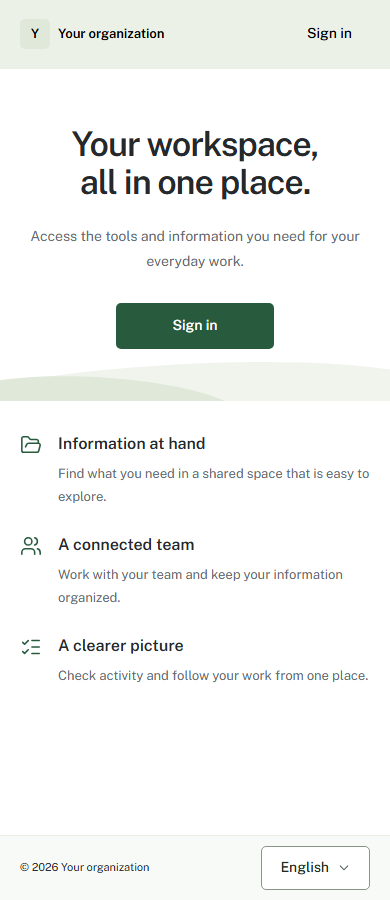 Y
Your organization
Sign in
Your workspace,
all in one place.
Access the tools and information you need for your
everyday work.
Sign in
Information at hand
Find what you need in a shared space that is easy to
explore.
A connected team
Work with your team and keep your information
organized.
A clearer picture
Check activity and follow your work from one place.
© 2026 Your organization
English